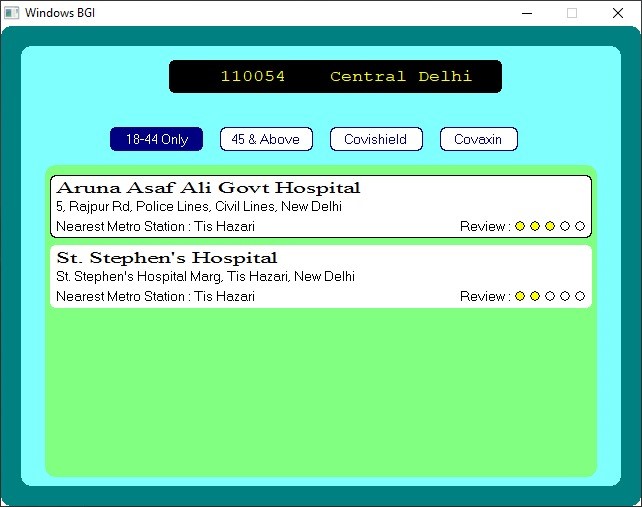 Windows BGI
110054 Central Delhi
18-44 Only 45 & Above Covishield Covaxin
Aruna Asaf Ali Govt Hospital
5, Rajpur Rd, Police Lines, Civil Lines, New Delhi
Nearest Metro Station : Tis Hazari Review :
St. Stephen's Hospital
St. Stephen's Hospital Marg, Tis Hazari, New Delhi
Nearest Metro Station : Tis Hazari Review :